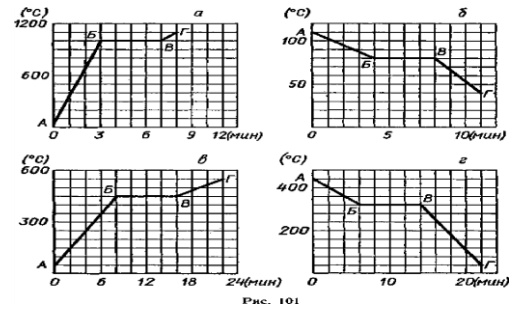 (°C) а
1200
Б
В
Г
600
А
0 3 6 9 12(мин)
(°C) б
А
100
Б
В
50
Г
0 5 10(мин)
(°C) в
600
Б
В
Г
300
А
0 6 12 18 24(мин)
(°C) г
А
400
Б
В
200
Г
0 10 20(мин)
Рис. 101